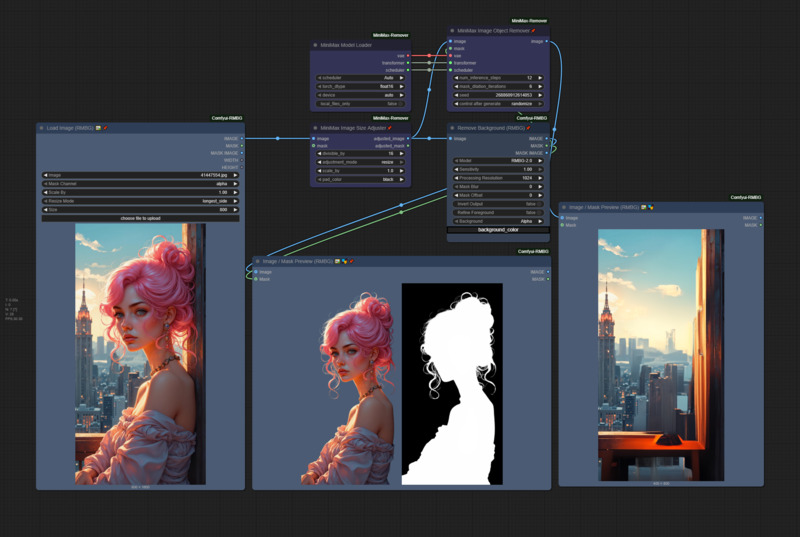 MiniMax-Remover
MiniMax Image Object Remover
image
image
mask
vae
transformer
scheduler
num_inference_steps 12
mask_dilation_iterations 6
control after generate randomize
MiniMax-Remover
MiniMax Model Loader
vae
transformer
scheduler
scheduler Auto
torch_dtype float16
device auto
local_files_only false
Comfyui-RMBG
Load Image (RMBG)
IMAGE
MASK
MASK IMAGE
WIDTH
HEIGHT
Image 41447554.jpg
Mask Channel alpha
Scale By 1.00
Resize Mode longest_side
Size
choose file to upload
MiniMax-Remover
MiniMax Image Size Adjuster
image adjusted_image
mask adjusted_mask
divisible_by 16
adjustment_mode resize
scale_by 1.0
pad_color black
Comfyui-RMBG
Remove Background (RMBG)
image IMAGE
MASK
MASK IMAGE
Model RMBG-2.0
Sensitivity 1.00
Processing Resolution 1024
Mask Blur 0
Mask Offset 0
Invert Output false
Refine Foreground false
Background Alpha
background_color
Comfyui-RMBG
Image / Mask Preview (RMBG)
Image IMAGE
Mask MASK
Comfyui-RMBG
Image / Mask Preview (RMBG)
Image IMAGE
Mask MASK